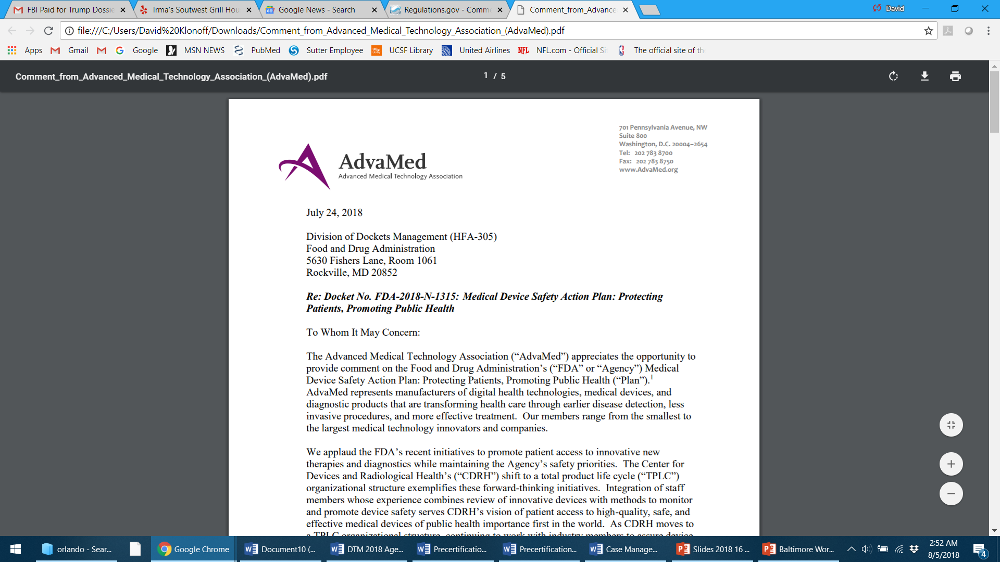 FBI Paid for Trump Dossie
Irma's Soutwest Grill Hou
Google News - Search
Regulations.gov - Comme
Comment_from_Advance
David
file:///C:/Users/David%20Klonoff/Downloads/Comment_from_Advanced_Medical_Technology_Association_(AdvaMed).pdf
Apps
Gmail
Google
MSN NEWS
PubMed
Sutter Employee
UCSF Library
United Airlines
NFL.com - Official Si
The official site of th
Comment_from_Advanced_Medical_Technology_Association_(AdvaMed).pdf
1 / 5
701 Pennsylvania Avenue, NW
Suite 800
Washington, D.C. 20004–2654
Tel: 202 783 8700
Fax: 202 783 8750
www.AdvaMed.org
AdvaMed
Advanced Medical Technology Association
July 24, 2018
Division of Dockets Management (HFA-305)
Food and Drug Administration
5630 Fishers Lane, Room 1061
Rockville, MD 20852
Re: Docket No. FDA-2018-N-1315: Medical Device Safety Action Plan: Protecting
Patients, Promoting Public Health
To Whom It May Concern:
The Advanced Medical Technology Association (“AdvaMed”) appreciates the opportunity to
provide comment on the Food and Drug Administration’s (“FDA” or “Agency”) Medical
Device Safety Action Plan: Protecting Patients, Promoting Public Health (“Plan”).1
AdvaMed represents manufacturers of digital health technologies, medical devices, and
diagnostic products that are transforming health care through earlier disease detection, less
invasive procedures, and more effective treatment. Our members range from the smallest to
the largest medical technology innovators and companies.
We applaud the FDA’s recent initiatives to promote patient access to innovative new
therapies and diagnostics while maintaining the Agency’s safety priorities. The Center for
Devices and Radiological Health’s (“CDRH”) shift to a total product life cycle (“TPLC”)
organizational structure exemplifies these forward-thinking initiatives. Integration of staff
members whose experience combines review of innovative devices with methods to monitor
and promote device safety serves CDRH’s vision of patient access to high-quality, safe, and
effective medical devices of public health importance first in the world. As CDRH moves to
a TPLC organizational structure, continuing to work with industry members to assure device
orlando - Sear...
Google Chrome
Document10 (...
DTM 2018 Age...
Precertificatio...
Precertification...
Case Manage...
Slides 2018 16 ...
Baltimore Wor...
2:52 AM
8/5/2018
4